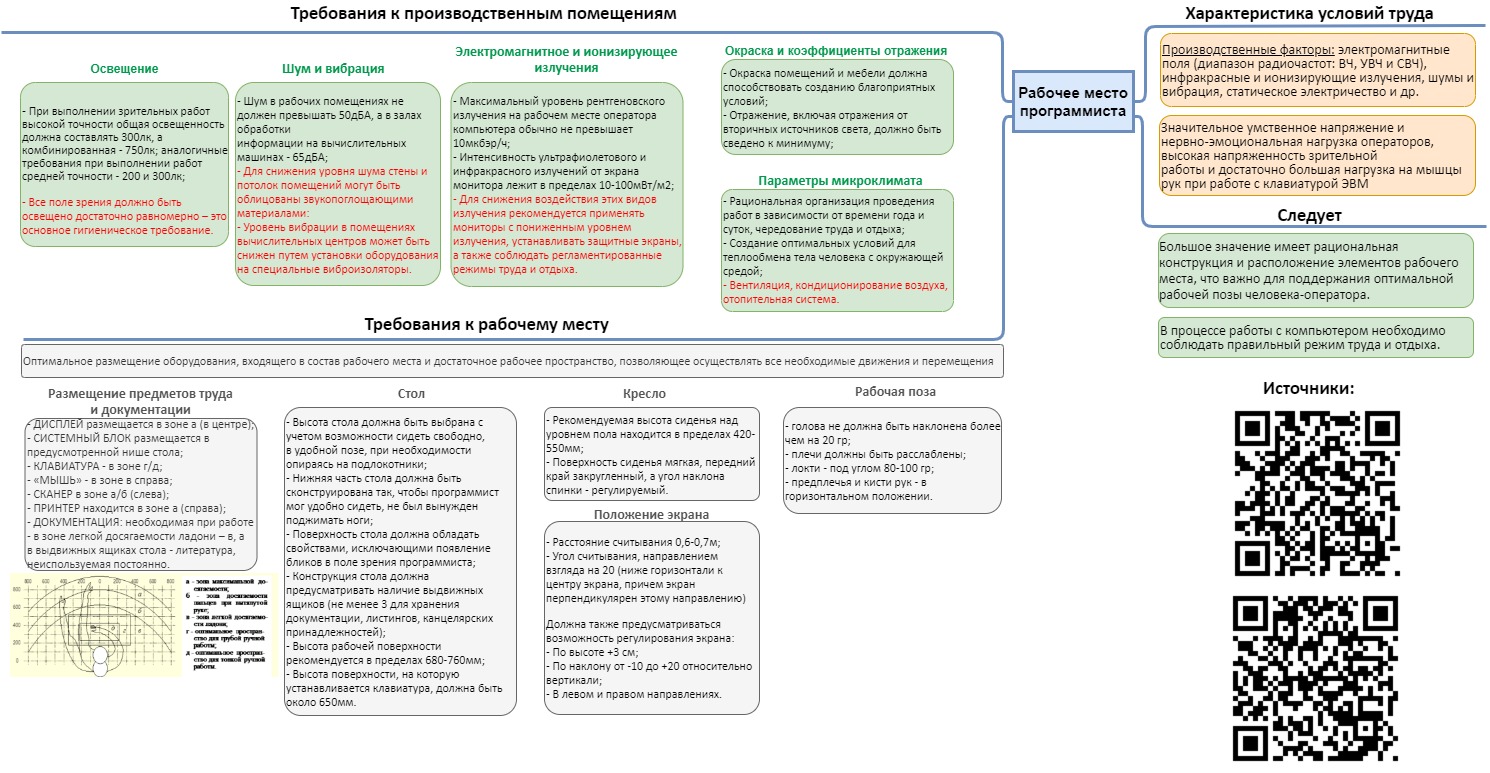 Требования к производственным помещениям
Освещение
- При выполнении зрительных работ
высокой точности общая освещенность
должна составлять 300лк, а
комбинированная - 750лк; аналогичные
требования при выполнении работ
средней точности - 200 и 300лк;
- Все поле зрения должно быть
освещено достаточно равномерно – это
основное гигиеническое требование.
Шум и вибрация
- Шум в рабочих помещениях не
должен превышать 50дБА, а в залах
обработки
информации на вычислительных
машинах - 65дБА;
- Для снижения уровня шума стены и
потолок помещений могут быть
облицованы звукопоглощающими
материалами:
- Уровень вибрации в помещениях
вычислительных центров может быть
снижен путем установки оборудования
на специальные виброизоляторы.
Электромагнитное и ионизирующее
излучения
- Максимальный уровень рентгеновского
излучения на рабочем месте оператора
компьютера обычно не превышает
10мкбэр/ч;
- Интенсивность ультрафиолетового и
инфракрасного излучений от экрана
монитора лежит в пределах 10-100мВт/м2;
- Для снижения воздействия этих видов
излучения рекомендуется применять
мониторы с пониженным уровнем
излучения, устанавливать защитные экраны,
а также соблюдать регламентированные
режимы труда и отдыха.
Окраска и коэффициенты отражения
- Окраска помещений и мебели должна
способствовать созданию благоприятных
условий;
- Отражение, включая отражения от
вторичных источников света, должно быть
сведено к минимуму;
Параметры микроклимата
- Рациональная организация проведения
работ в зависимости от времени года и
суток, чередование труда и отдыха;
- Создание оптимальных условий для
теплообмена тела человека с окружающей
средой;
- Вентиляция, кондиционирование воздуха,
отопительная система.
Рабочее место
программиста
Характеристика условий труда
Производственные факторы: электромагнитные
поля (диапазон радиочастот: ВЧ, УВЧ и СВЧ),
инфракрасные и ионизирующие излучения, шумы и
вибрация, статическое электричество и др.
Значительное умственное напряжение и
нервно-эмоциональная нагрузка операторов,
высокая напряженность зрительной
работы и достаточно большая нагрузка на мышцы
рук при работе с клавиатурой ЭВМ
Следует
Большое значение имеет рациональная
конструкция и расположение элементов рабочего
места, что важно для поддержания оптимальной
рабочей позы человека-оператора.
В процессе работы с компьютером необходимо
соблюдать правильный режим труда и отдыха.
Источники:
Требования к рабочему месту
Оптимальное размещение оборудования, входящего в состав рабочего места и достаточное рабочее пространство, позволяющее осуществлять все необходимые движения и перемещения
Размещение предметов труда
и документации
- ДИСПЛЕЙ размещается в зоне а (в центре);
- СИСТЕМНЫЙ БЛОК размещается в
предусмотренной нише стола;
- КЛАВИАТУРА - в зоне г/д;
- «МЫШЬ» - в зоне в справа;
- СКАНЕР в зоне а/б (слева);
- ПРИНТЕР находится в зоне а (справа);
- ДОКУМЕНТАЦИЯ: необходимая при работе
- в зоне легкой досягаемости ладони – в, а
в выдвижных ящиках стола - литература,
неиспользуемая постоянно.
800 600 400 200 0 200 400 600 800
800
600
400
200
0
а
б
в
г
а - зона максимальной до-
сягаемости;
б - зона досягаемости
пальцев при вытянутой
руке;
в - зона легкой досягаемо-
сти ладони;
г - оптимальное простран-
ство для грубой ручной
работы;
д - оптимальное простран-
ство для тонкой ручной
работы.
Стол
- Высота стола должна быть выбрана с
учетом возможности сидеть свободно,
в удобной позе, при необходимости
опираясь на подлокотники;
- Нижняя часть стола должна быть
сконструирована так, чтобы программист
мог удобно сидеть, не был вынужден
поджимать ноги;
- Поверхность стола должна обладать
свойствами, исключающими появление
бликов в поле зрения программиста;
- Конструкция стола должна
предусматривать наличие выдвижных
ящиков (не менее 3 для хранения
документации, листингов, канцелярских
принадлежностей);
- Высота рабочей поверхности
рекомендуется в пределах 680-760мм;
- Высота поверхности, на которую
устанавливается клавиатура, должна быть
около 650мм.
Кресло
- Рекомендуемая высота сиденья над
уровнем пола находится в пределах 420-
550мм;
- Поверхность сиденья мягкая, передний
край закругленный, а угол наклона
спинки - регулируемый.
Положение экрана
- Расстояние считывания 0,6-0,7м;
- Угол считывания, направлением
взгляда на 20 (ниже горизонтали к
центру экрана, причем экран
перпендикулярен этому направлению)
Должна также предусматриваться
возможность регулирования экрана:
- По высоте +3 см;
- По наклону от -10 до +20 относительно
вертикали;
- В левом и правом направлениях.
Рабочая поза
- голова не должна быть наклонена более
чем на 20 гр;
- плечи должны быть расслаблены;
- локти - под углом 80-100 гр;
- предплечья и кисти рук - в
горизонтальном положении.